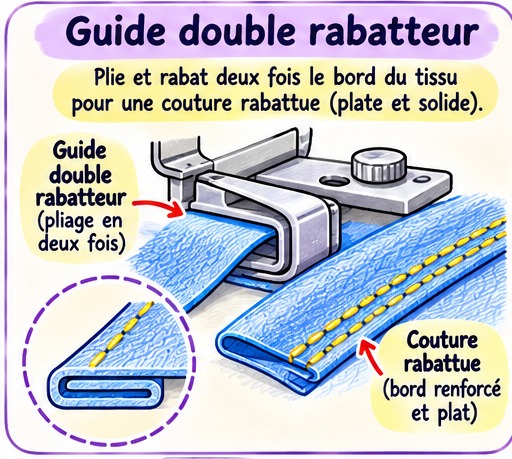 Guide double rabatteur
Plie et rabat deux fois le bord du tissu
pour une couture rabattue (plate et solide).
Guide
double
rabatteur
(pliage en
deux fois)
Couture
rabattue
(bord renforcé
et plat)